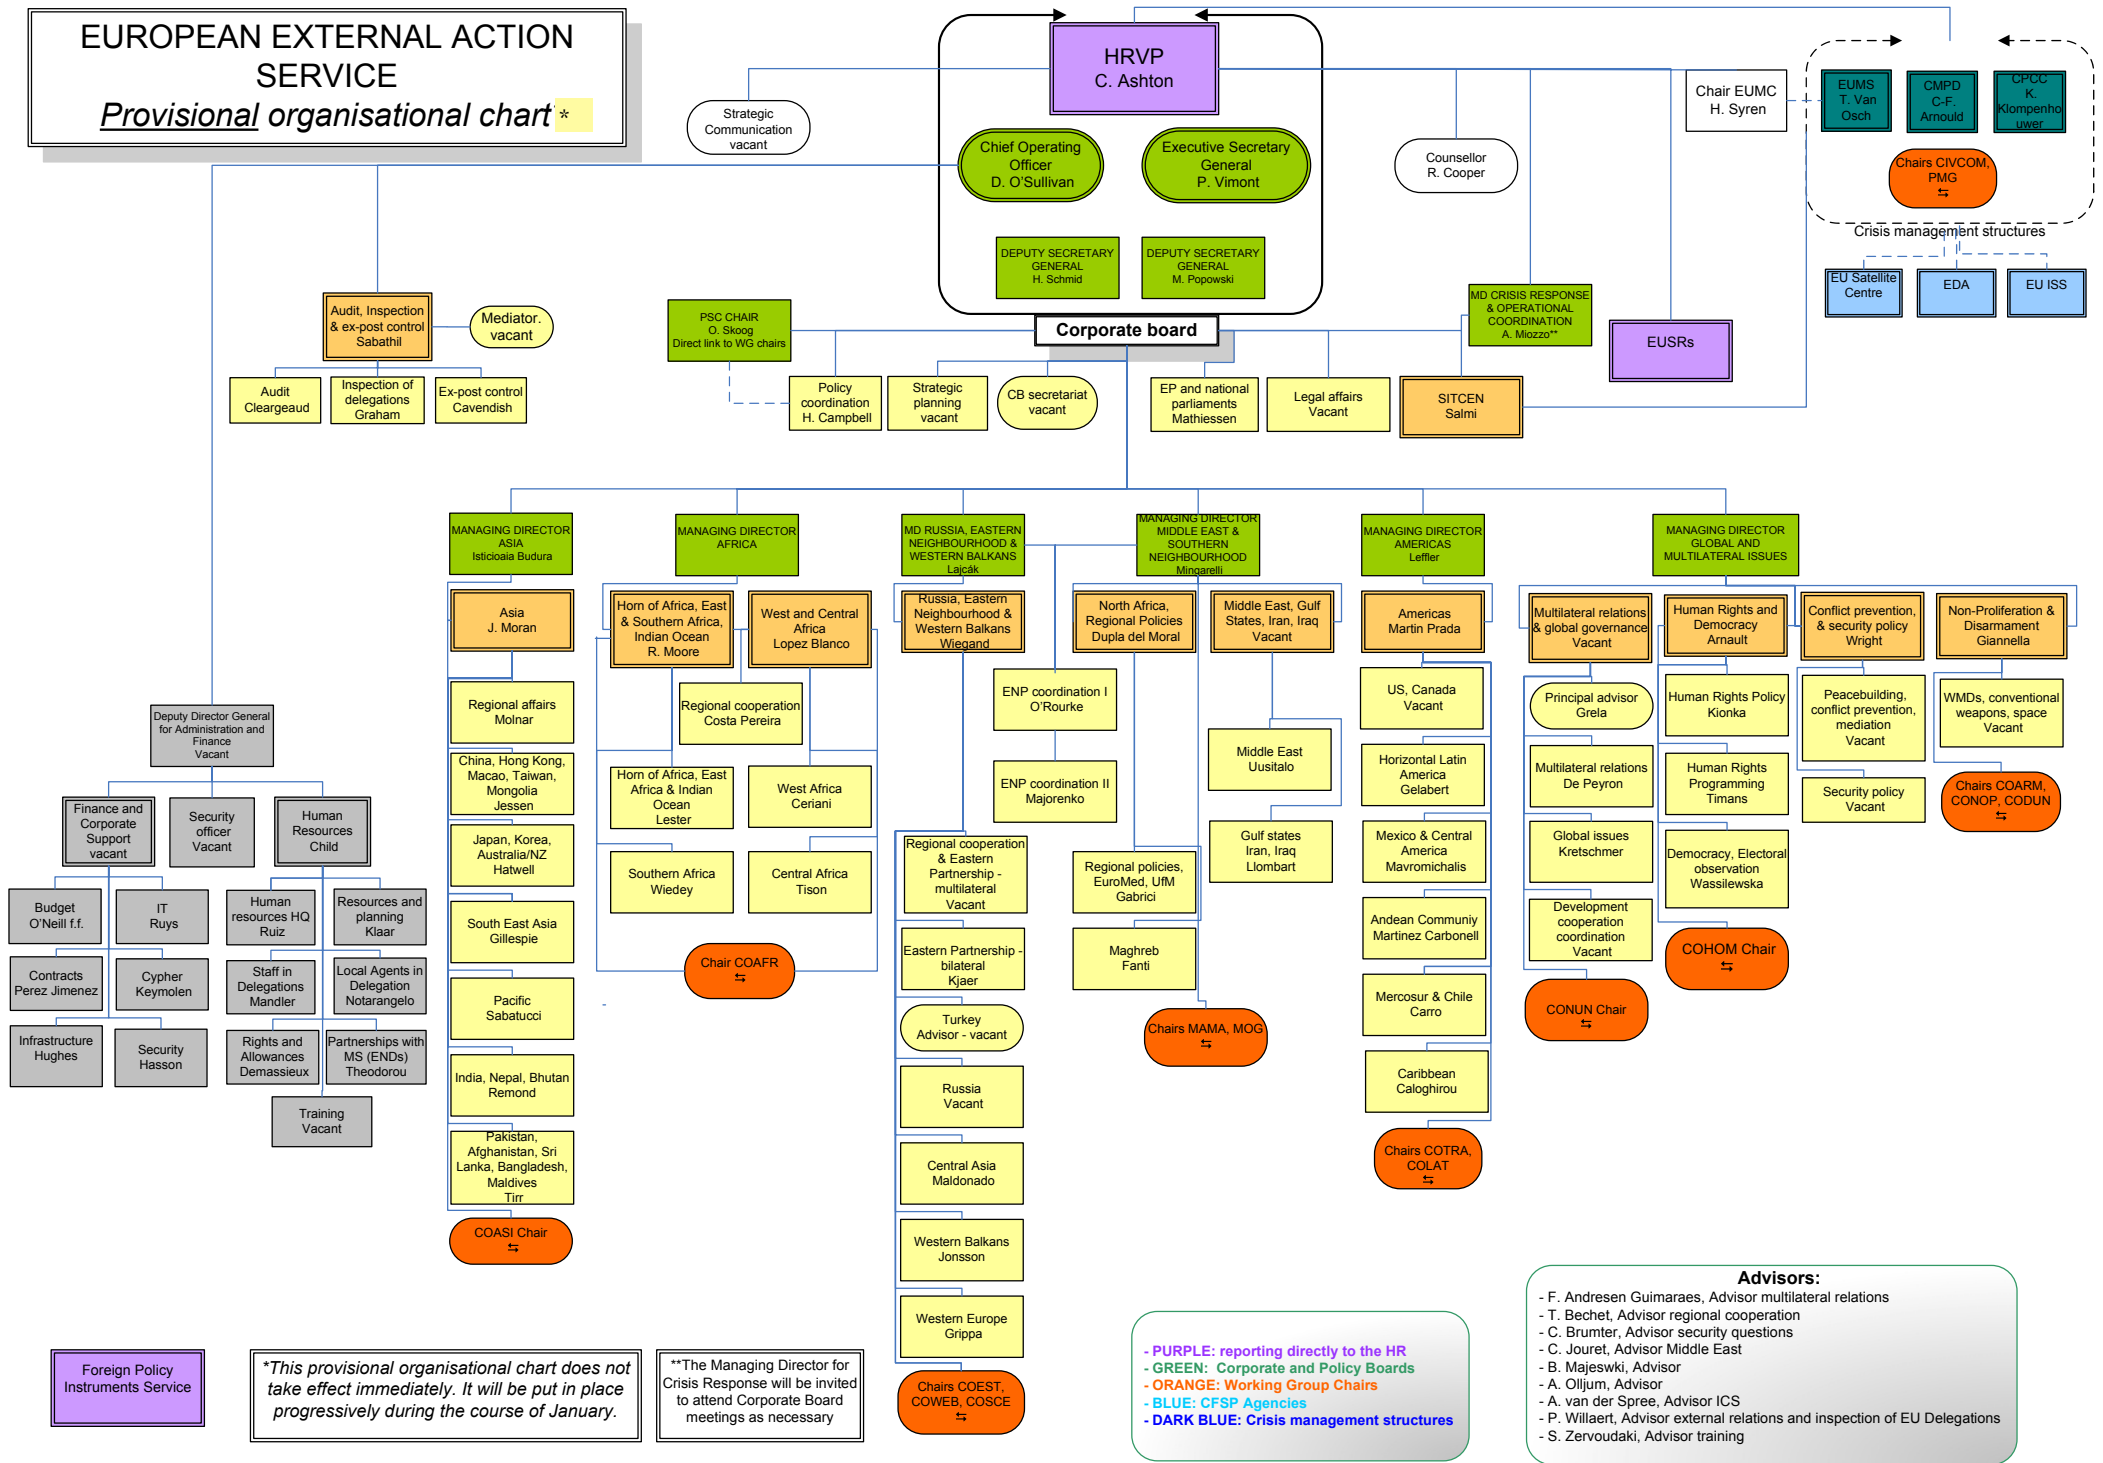 EUROPEAN EXTERNAL ACTION
SERVICE
Provisional organisational chart*
HRVP
C. Ashton
Strategic
Communication
vacant
Chief Operating
Officer
D. O'Sullivan
Executive Secretary
General
P. Vimont
Counsellor
R. Cooper
Chair EUMC
H. Syren
EUMS
T. Van
Osch
CMPD
C-F.
Arnould
CPCC
K.
Klompenho
uwer
Chairs CIVCOM,
PMG
⇆
Crisis management structures
EU Satellite
Centre
EDA
EU ISS
DEPUTY SECRETARY
GENERAL
H. Schmid
DEPUTY SECRETARY
GENERAL
M. Popowski
Corporate board
PSC CHAIR
O. Skoog
Direct link to WG chairs
MD CRISIS RESPONSE
& OPERATIONAL
COORDINATION
A. Miozzo**
EUSRs
Audit, Inspection
& ex-post control
Sabathil
Mediator.
vacant
Audit
Cleargeaud
Inspection of
delegations
Graham
Ex-post control
Cavendish
Policy
coordination
H. Campbell
Strategic
planning
vacant
CB secretariat
vacant
EP and national
parliaments
Mathiessen
Legal affairs
Vacant
SITCEN
Salmi
MANAGING DIRECTOR
ASIA
Isticioaia Budura
MANAGING DIRECTOR
AFRICA
MD RUSSIA, EASTERN
NEIGHBOURHOOD &
WESTERN BALKANS
Lajcák
MANAGING DIRECTOR
MIDDLE EAST &
SOUTHERN
NEIGHBOURHOOD
Mingarelli
MANAGING DIRECTOR
AMERICAS
Leffler
MANAGING DIRECTOR
GLOBAL AND
MULTILATERAL ISSUES
Asia
J. Moran
Horn of Africa, East
& Southern Africa,
Indian Ocean
R. Moore
West and Central
Africa
Lopez Blanco
Russia, Eastern
Neighbourhood &
Western Balkans
Wiegand
North Africa,
Regional Policies
Dupla del Moral
Middle East, Gulf
States, Iran, Iraq
Vacant
Americas
Martin Prada
Multilateral relations
& global governance
Vacant
Human Rights and
Democracy
Arnault
Conflict prevention,
& security policy
Wright
Non-Proliferation &
Disarmament
Giannella
Regional affairs
Molnar
China, Hong Kong,
Macao, Taiwan,
Mongolia
Jessen
Japan, Korea,
Australia/NZ
Hatwell
South East Asia
Gillespie
Pacific
Sabatucci
India, Nepal, Bhutan
Remond
Pakistan,
Afghanistan, Sri
Lanka, Bangladesh,
Maldives
Tirr
COASI Chair
⇆
Regional cooperation
Costa Pereira
Horn of Africa, East
Africa & Indian
Ocean
Lester
West Africa
Ceriani
Southern Africa
Wiedey
Central Africa
Tison
Chair COAFR
⇆
ENP coordination I
O'Rourke
ENP coordination II
Majorenko
Regional cooperation
& Eastern
Partnership -
multilateral
Vacant
Eastern Partnership -
bilateral
Kjaer
Turkey
Advisor - vacant
Russia
Vacant
Central Asia
Maldonado
Western Balkans
Jonsson
Western Europe
Grippa
Chairs COEST,
COWEB, COSCE
⇆
Middle East
Uusitalo
Gulf states
Iran, Iraq
Llombart
Regional policies,
EuroMed, UfM
Gabrici
Maghreb
Fanti
Chairs MAMA, MOG
⇆
US, Canada
Vacant
Horizontal Latin
America
Gelabert
Mexico & Central
America
Mavromichalis
Andean Communiy
Martinez Carbonell
Mercosur & Chile
Carro
Caribbean
Caloghirou
Chairs COTRA,
COLAT
⇆
Principal advisor
Grela
Multilateral relations
De Peyron
Global issues
Kretschmer
Development
cooperation
coordination
Vacant
CONUN Chair
⇆
Human Rights Policy
Kionka
Human Rights
Programming
Timans
Democracy, Electoral
observation
Wassilewska
COHOM Chair
⇆
Peacebuilding,
conflict prevention,
mediation
Vacant
Security policy
Vacant
WMDs, conventional
weapons, space
Vacant
Chairs COARM,
CONOP, CODUN
⇆
Deputy Director General
for Administration and
Finance
Vacant
Finance and
Corporate
Support
vacant
Security
officer
Vacant
Human
Resources
Child
Budget
O'Neill f.f.
IT
Ruys
Contracts
Perez Jimenez
Cypher
Keymolen
Infrastructure
Hughes
Security
Hasson
Human
resources HQ
Ruiz
Resources and
planning
Klaar
Staff in
Delegations
Mandler
Local Agents in
Delegation
Notarangelo
Rights and
Allowances
Demassieux
Partnerships with
MS (ENDs)
Theodorou
Training
Vacant
Foreign Policy
Instruments Service
*This provisional organisational chart does not
take effect immediately. It will be put in place
progressively during the course of January.
**The Managing Director for
Crisis Response will be invited
to attend Corporate Board
meetings as necessary
- PURPLE: reporting directly to the HR
- GREEN: Corporate and Policy Boards
- ORANGE: Working Group Chairs
- BLUE: CFSP Agencies
- DARK BLUE: Crisis management structures
Advisors:
- F. Andresen Guimaraes, Advisor multilateral relations
- T. Bechet, Advisor regional cooperation
- C. Brumter, Advisor security questions
- C. Jouret, Advisor Middle East
- B. Majeswki, Advisor
- A. Olljum, Advisor
- A. van der Spree, Advisor ICS
- P. Willaert, Advisor external relations and inspection of EU Delegations
- S. Zervoudaki, Advisor training